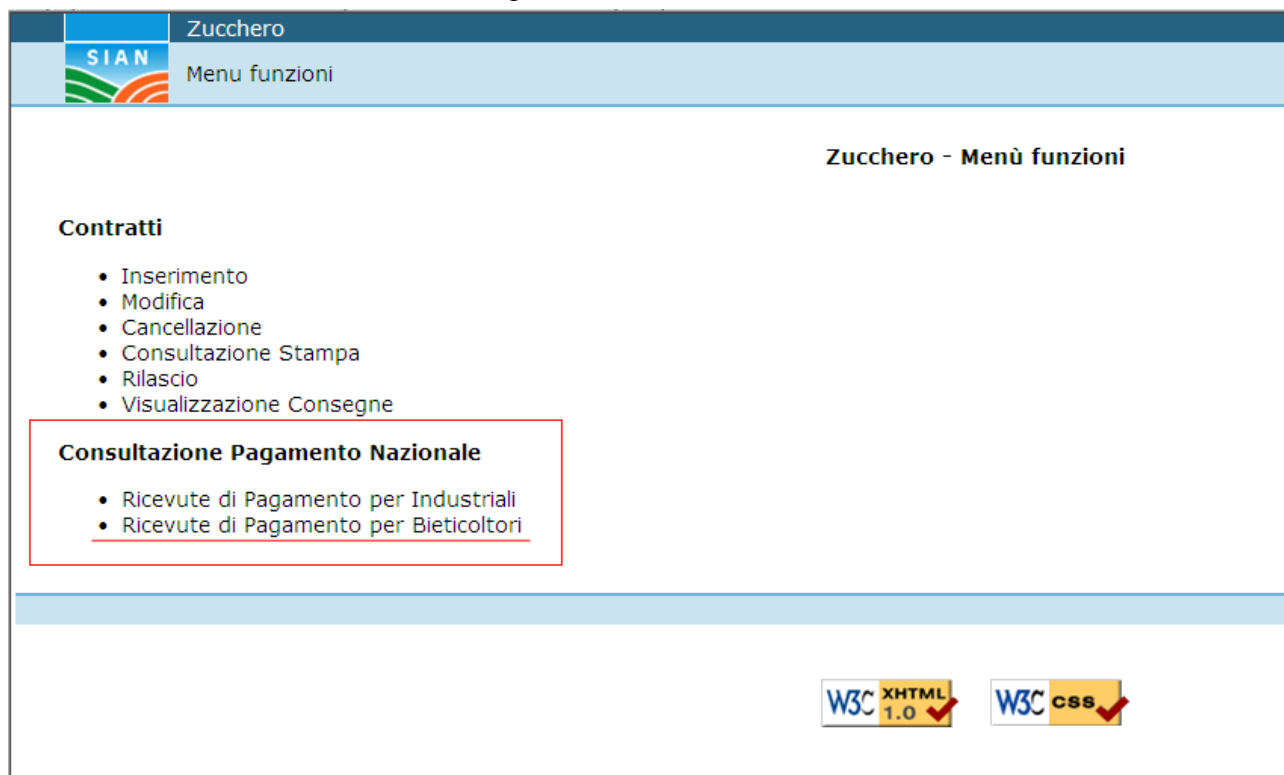 Zucchero
SIAN
Menu funzioni
Zucchero - Menù funzioni
Contratti
• Inserimento
• Modifica
• Cancellazione
• Consultazione Stampa
• Rilascio
• Visualizzazione Consegne
Consultazione Pagamento Nazionale
• Ricevute di Pagamento per Industriali
• Ricevute di Pagamento per Bieticoltori
W3C XHTML 1.0
W3C css